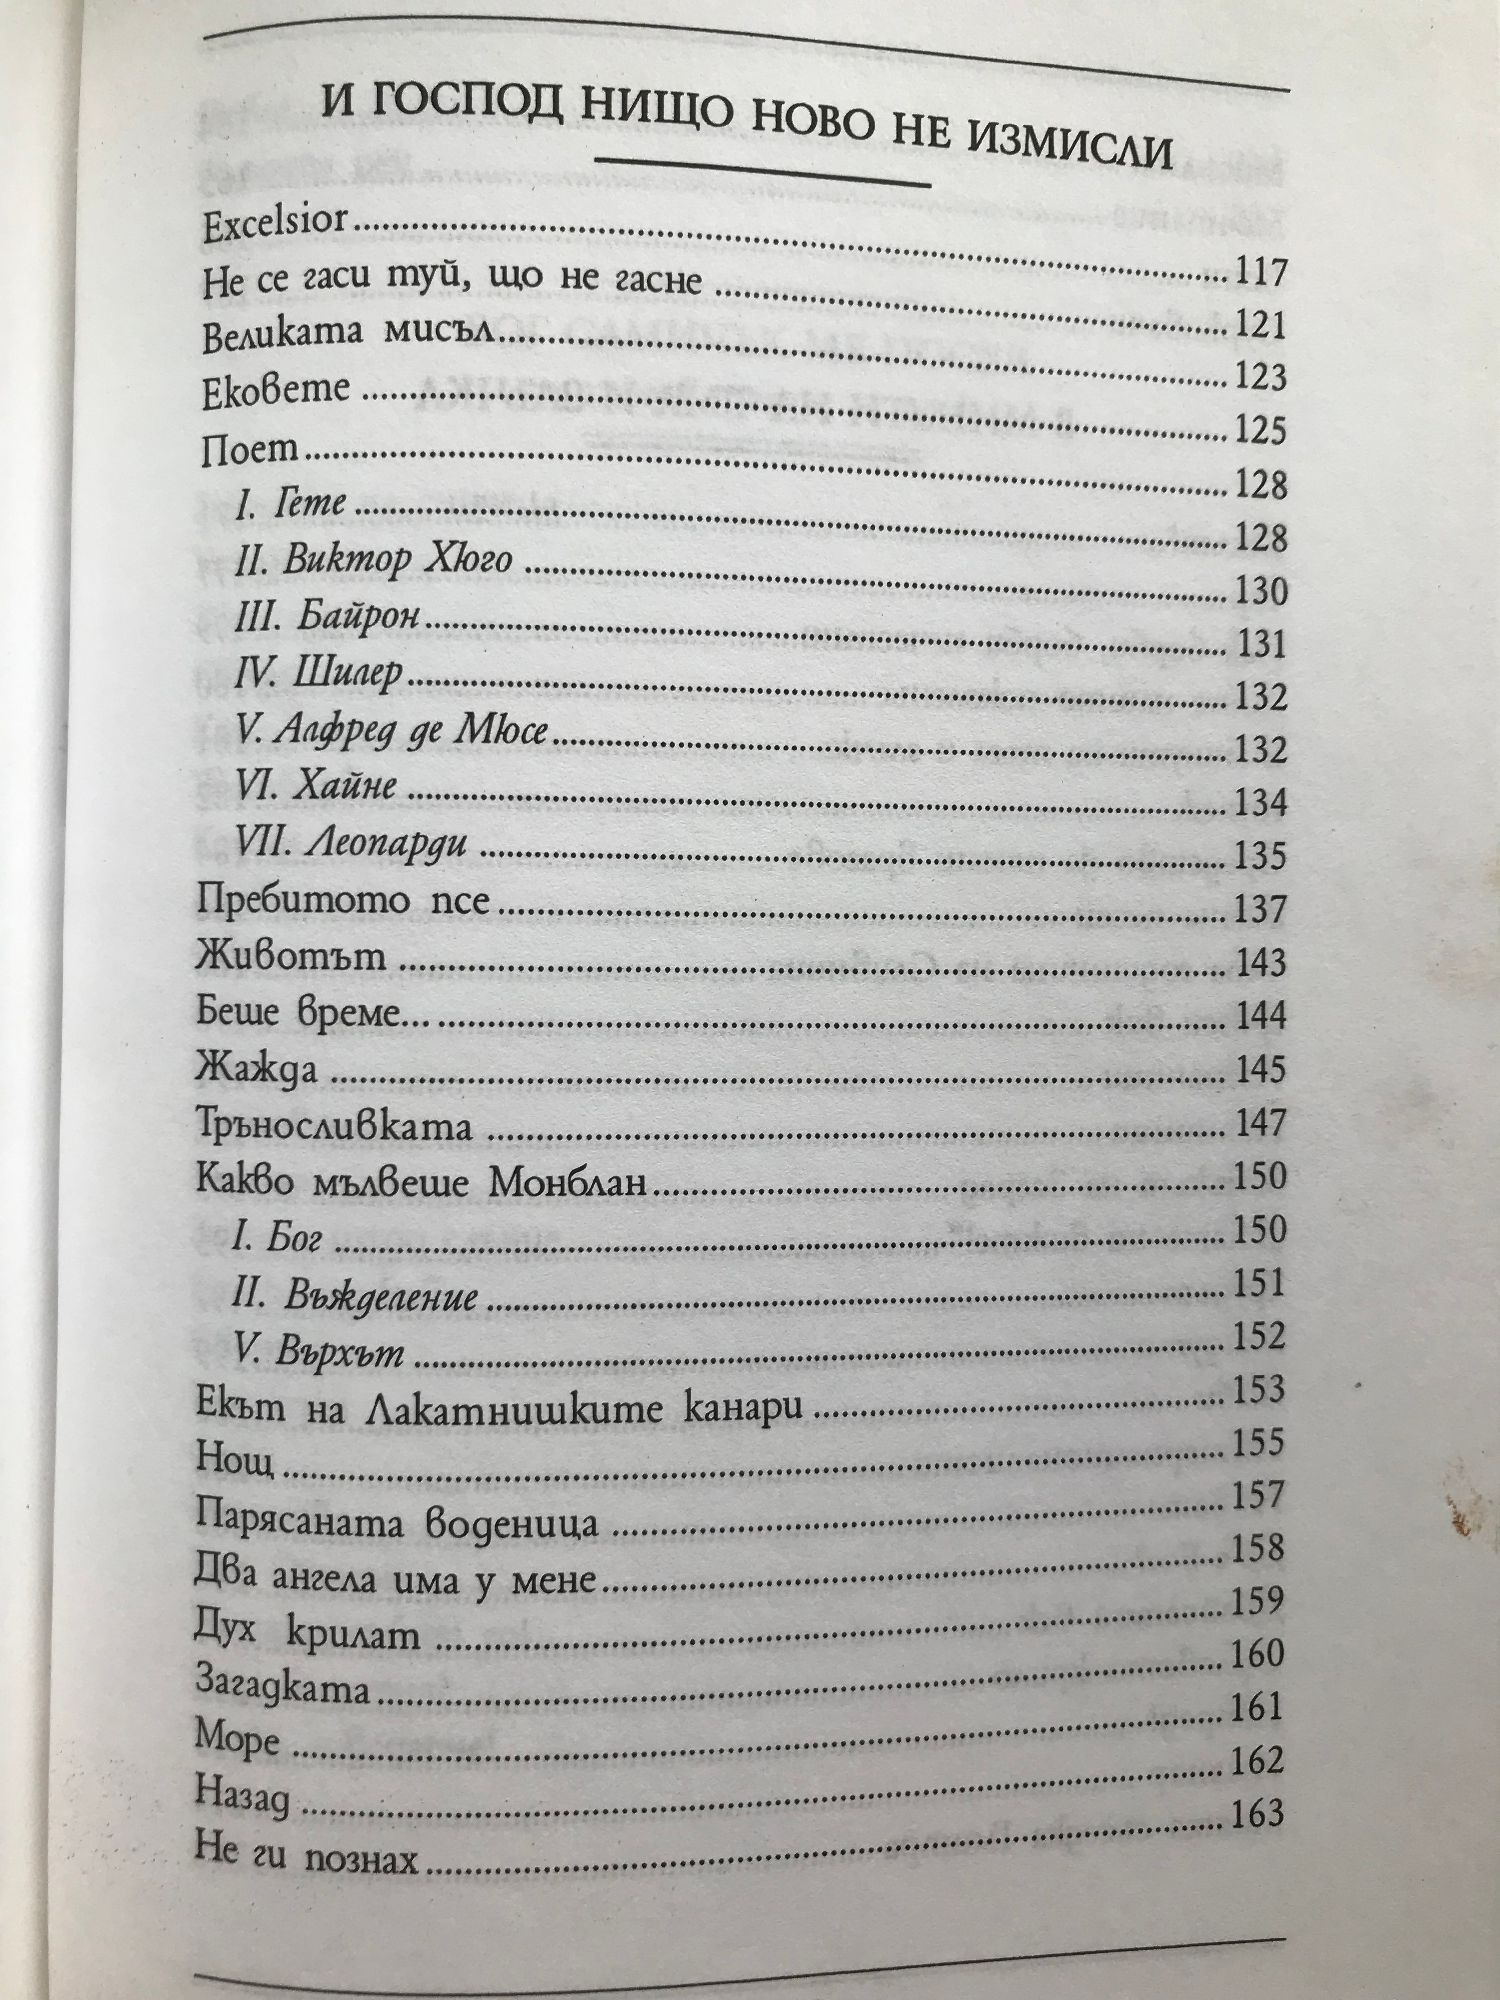 И ГОСПОД НИЩО НОВО НЕ ИЗМИСЛИ
Excelsior 117
Не се гаси туй, що не гасне 121
Великата мисъл 123
Ековете 125
Поет 128
I. Гете 128
II. Виктор Хюго 130
III. Байрон 131
IV. Шилер 132
V. Алфред де Мюсе 132
VI. Хайне 134
VII. Леопарди 135
Пребитото псе 137
Животът 143
Беше време... 144
Жажда 145
Тръносливката 147
Какво мълвеше Монблан 150
I. Бог 150
II. Въжделение 151
V. Върхът 152
Екът на Лакатнишките канари 153
Нощ 155
Парясаната воденица 157
Два ангела има у мене 158
Дух крилат 159
Загадката 160
Море 161
Назад 162
Не ги познах 163